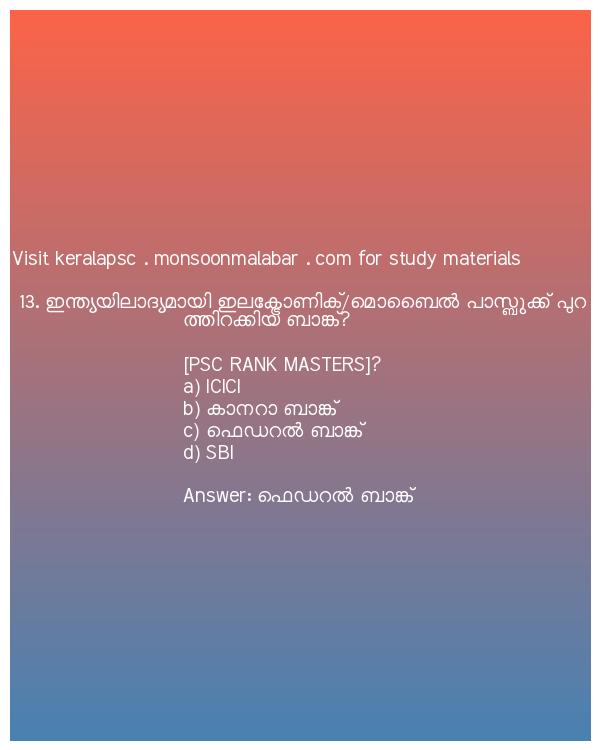 Visit keralapsc . monsoonmalabar . com for study materials
13. ഇന്ത്യയിലാദ്യമായി ഇലക്ട്രോണിക്/മൊബൈൽ പാസ്സ്ബുക്ക് പുറ
ത്തിറക്കിയ ബാങ്ക്?
[PSC RANK MASTERS]?
a) ICICI
b) കാനറാ ബാങ്ക്
c) ഫെഡറൽ ബാങ്ക്
d) SBI
Answer: ഫെഡറൽ ബാങ്ക്